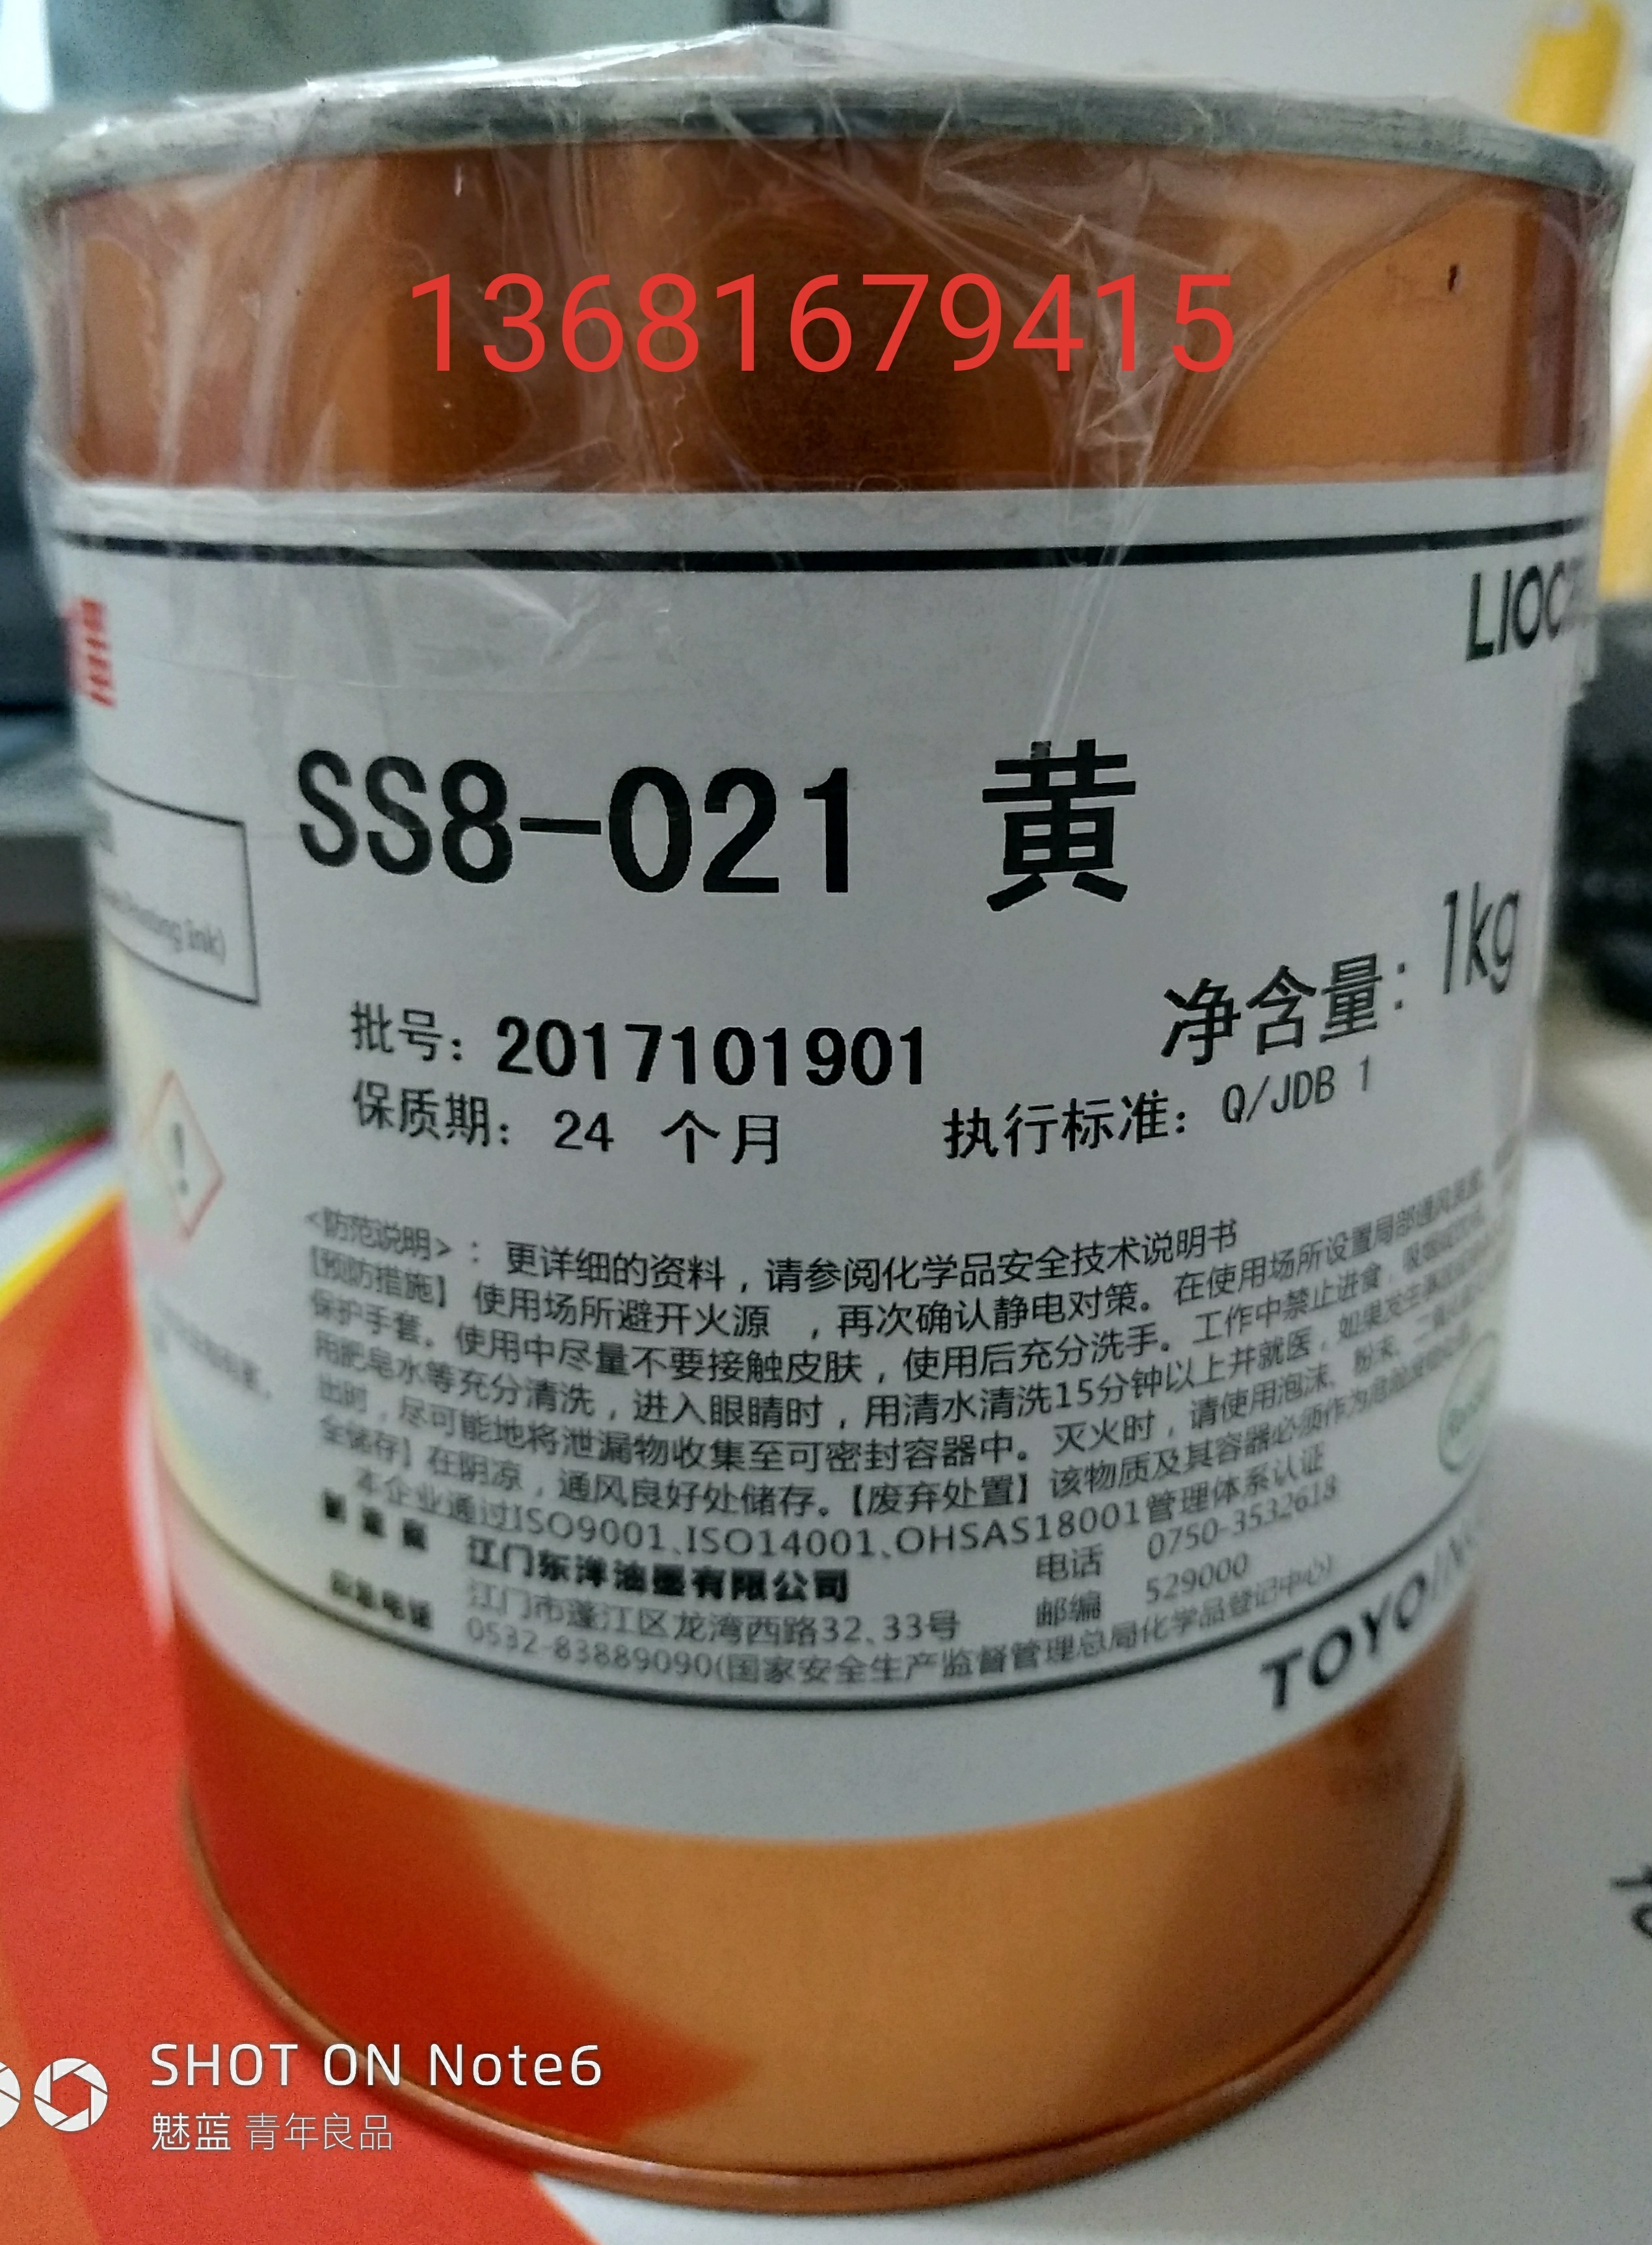 13681679415
SS8-021 黄
ing ink)
净含量：1kg
批号：2017101901
保质期：24 个月
执行标准：Q/JDB 1
<防范说明>：更详细的资料，请参阅化学品安全技术说明书
【预防措施】使用场所避开火源 ，再次确认静电对策。在使用场所设置局部通风装置
保护手套。使用中尽量不要接触皮肤，使用后充分洗手。工作中禁止进食，
用肥皂水等充分清洗，进入眼睛时，用清水清洗15分钟以上并就医，如果发生
出时，尽可能地将泄漏物收集至可密封容器中。灭火时，请使用泡沫、粉末、二
全储存】在阴凉，通风良好处储存。【废弃处置】该物质及其容器必须作为危险废
本企业通过ISO9001、ISO14001、OHSAS18001管理体系认证
江门东洋油墨有限公司 电话 0750-3532618
江门市蓬江区龙湾西路32、33号 邮编 529000
应急电话 0532-83889090(国家安全生产监督管理总局化学品登记中心)
TOYO
SHOT ON Note6
魅蓝 青年良品